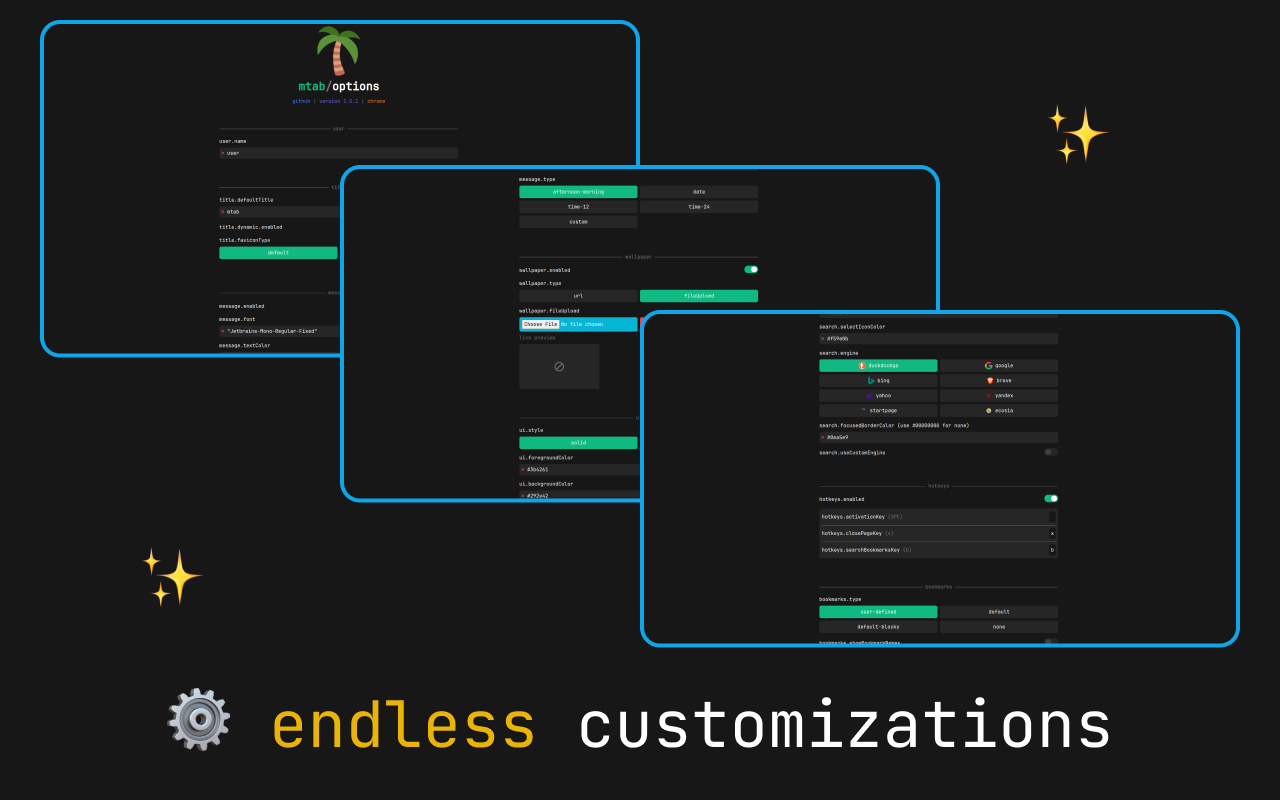 mtab/options
github | version 1.5.1 | chrome
user
user.name
> user
title.defaultTitle
> mtab
title.dynamic.enabled
title.faviconType
default
message.enabled
message.font
> "Jetbrains-Mono-Regular-Fixed"
message.textColor
message.type
afternoon-morning
date
time-12
time-24
custom
wallpaper
wallpaper.enabled
wallpaper.type
url
fileUpload
wallpaper.fileUpload
Choose File No file chosen
live preview
ui.style
solid
ui.foregroundColor
> #3b4261
ui.backgroundColor
> #292e42
search.selectIconColor
> #f59e0b
search.engine
duckduckgo
google
bing
brave
yahoo
yandex
startpage
ecosia
search.focusedBorderColor (use #00000000 for none)
> #0ea5e9
search.useCustomEngine
hotkeys
hotkeys.enabled
hotkeys.activationKey (SPC)
hotkeys.closePageKey (x)
x
hotkeys.searchBookmarksKey (b)
b
bookmarks
bookmarks.type
user-defined
default
default-blocky
none
bookmarks.showBookmarkNames
endless customizations